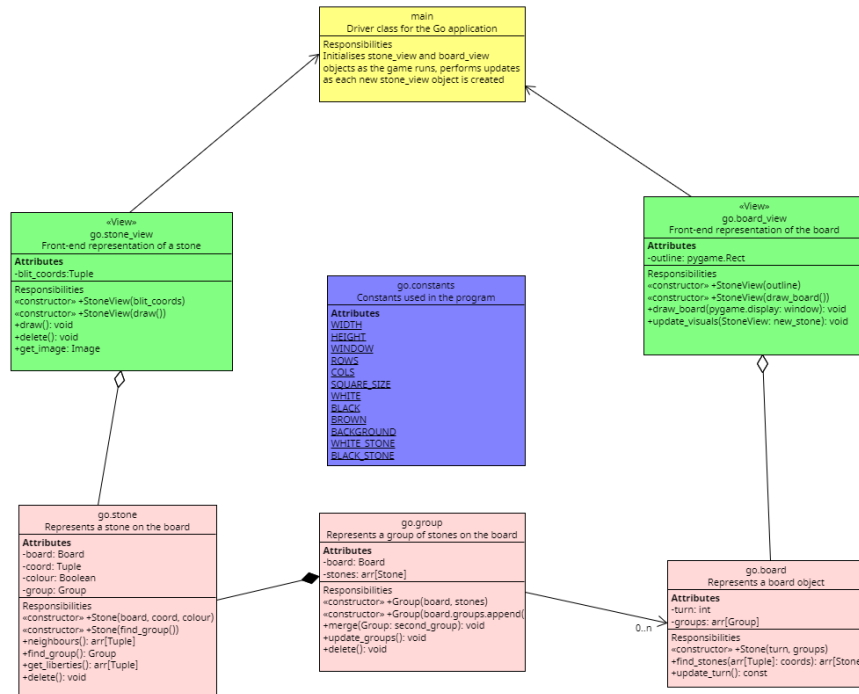 main
Driver class for the Go application
Responsibilities
Initialises stone_view and board_view
objects as the game runs, performs updates
as each new stone_view object is created
«View»
go.stone_view
Front-end representation of a stone
Attributes
-blit_coords:Tuple
Responsibilities
«constructor» +StoneView(blit_coords)
«constructor» +StoneView(draw())
+draw(): void
+delete(): void
+get_image: Image
«View»
go.board_view
Front-end representation of the board
Attributes
-outline: pygame.Rect
Responsibilities
«constructor» +StoneView(outline)
«constructor» +StoneView(draw_board())
+draw_board(pygame.display: window): void
+update_visuals(StoneView: new_stone): void
go.constants
Constants used in the program
Attributes
WIDTH
HEIGHT
WINDOW
ROWS
COLS
SQUARE_SIZE
WHITE
BLACK
BROWN
BACKGROUND
WHITE_STONE
BLACK_STONE
go.stone
Represents a stone on the board
Attributes
-board: Board
-coord: Tuple
-colour: Boolean
-group: Group
Responsibilities
«constructor» +Stone(board, coord, colour)
«constructor» +Stone(find_group())
+neighbours(): arr[Tuple]
+find_group(): Group
+get_liberties(): arr[Tuple]
+delete(): void
go.group
Represents a group of stones on the board
Attributes
-board: Board
-stones: arr[Stone]
Responsibilities
«constructor» +Group(board, stones)
«constructor» +Group(board.groups.append(
+merge(Group: second_group): void
+update_groups(): void
+delete(): void
0..n
go.board
Represents a board object
Attributes
-turn: int
-groups: arr[Group]
Responsibilities
«constructor» +Stone(turn, groups)
+find_stones(arr[Tuple]: coords): arr[Stone
+update_turn(): const